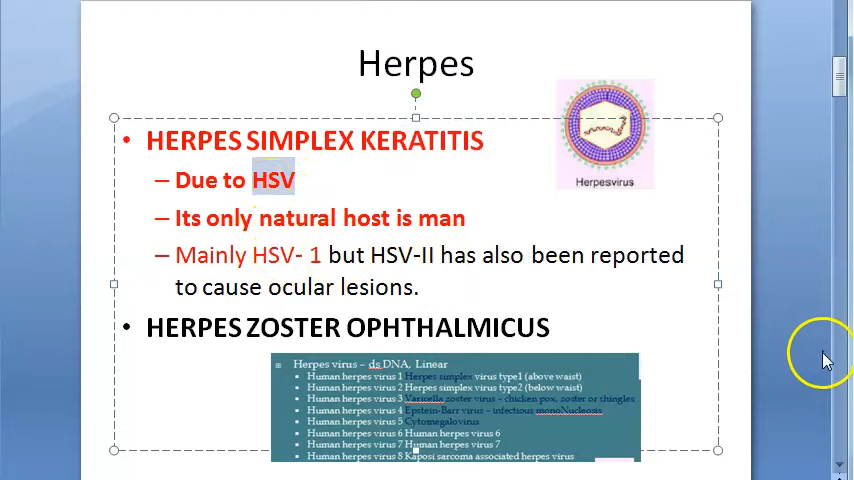 Herpes
• HERPES SIMPLEX KERATITIS
– Due to HSV
– Its only natural host is man
– Mainly HSV- 1 but HSV-II has also been reported
to cause ocular lesions.
Herpesvirus
• HERPES ZOSTER OPHTHALMICUS
Herpes virus – ds DNA, Linear
▪ Human herpes virus 1 Herpes simplex virus type1 (above waist)
▪ Human herpes virus 2 Herpes simplex virus Type2 (below waist)
▪ Human herpes virus 3 Varicella zoster virus – chicken pox, zoster or shingles
▪ Human herpes virus 4 Epstein-Barr virus – infectious monoNucleosis
▪ Human herpes virus 5 Cytomegalovirus
▪ Human herpes virus 6 Human herpes virus 6
▪ Human herpes virus 7 Human herpes virus 7
▪ Human herpes virus 8 Kaposi sarcoma associated herpes virus